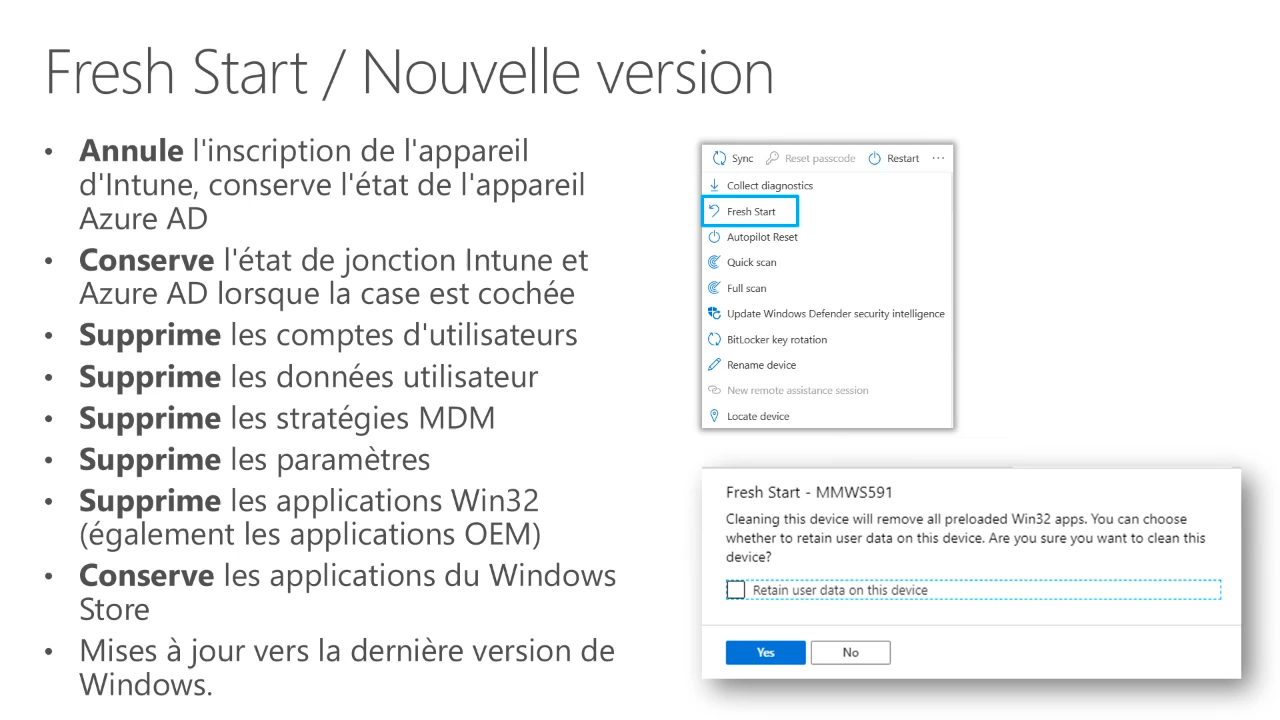 Fresh Start / Nouvelle version
• Annule l'inscription de l'appareil
d'Intune, conserve l'état de l'appareil
Azure AD
• Conserve l'état de jonction Intune et
Azure AD lorsque la case est cochée
• Supprime les comptes d'utilisateurs
• Supprime les données utilisateur
• Supprime les stratégies MDM
• Supprime les paramètres
• Supprime les applications Win32
(également les applications OEM)
• Conserve les applications du Windows
Store
• Mises à jour vers la dernière version de
Windows.
Sync Reset passcode Restart ...
Collect diagnostics
Fresh Start
Autopilot Reset
Quick scan
Full scan
Update Windows Defender security intelligence
BitLocker key rotation
Rename device
New remote assistance session
Locate device
Fresh Start - MMWS591
Cleaning this device will remove all preloaded Win32 apps. You can choose
whether to retain user data on this device. Are you sure you want to clean this
device?
Retain user data on this device
Yes No